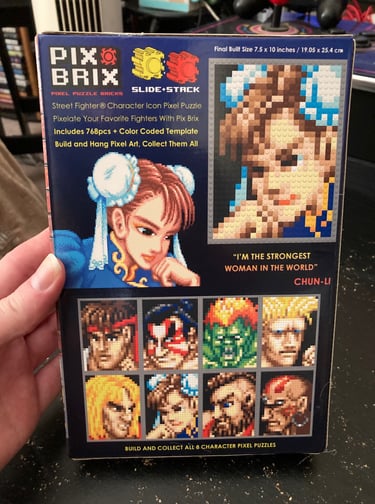 PIX
BRIX
PIXEL PUZZLE BRICKS
SLIDE+STACK
Final Built Size 7.5 x 10 inches / 19.05 x 25.4 cm
Street Fighter® Character Icon Pixel Puzzle
Pixelate Your Favorite Fighters With Pix Brix
Includes 768pcs + Color Coded Template
Build and Hang Pixel Art, Collect Them All
"I'M THE STRONGEST
WOMAN IN THE WORLD"
CHUN-LI
BUILD AND COLLECT ALL 8 CHARACTER PIXEL PUZZLES